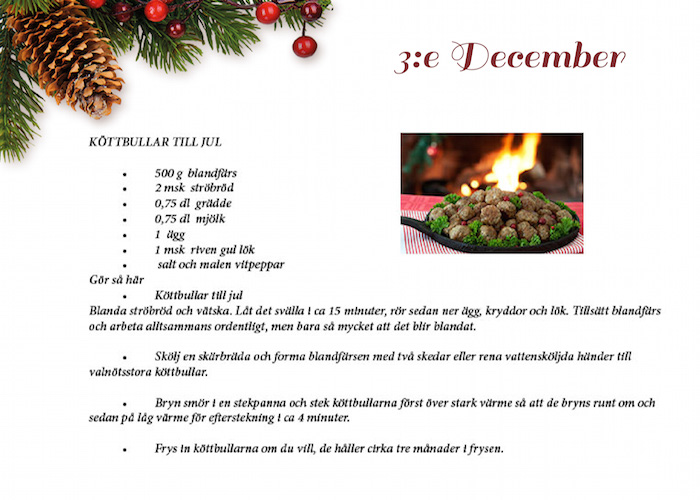 3:e December
KÖTTBULLAR TILL JUL
• 500 g blandfärs
• 2 msk ströbröd
• 0,75 dl grädde
• 0,75 dl mjölk
• 1 ägg
• 1 msk riven gul lök
• salt och malen vitpeppar
Gör så här
• Köttbullar till jul
Blanda ströbröd och vätska. Låt det svälla i ca 15 minuter, rör sedan ner ägg, kryddor och lök. Tillsätt blandfärs
och arbeta alltsammans ordentligt, men bara så mycket att det blir blandat.
• Skölj en skärbräda och forma blandfärsen med två skedar eller rena vattensköljda händer till
valnötsstora köttbullar.
• Bryn smör i en stekpanna och stek köttbullarna först över stark värme så att de bryns runt om och
sedan på låg värme för efterstekning i ca 4 minuter.
• Frys in köttbullarna om du vill, de håller cirka tre månader i frysen.